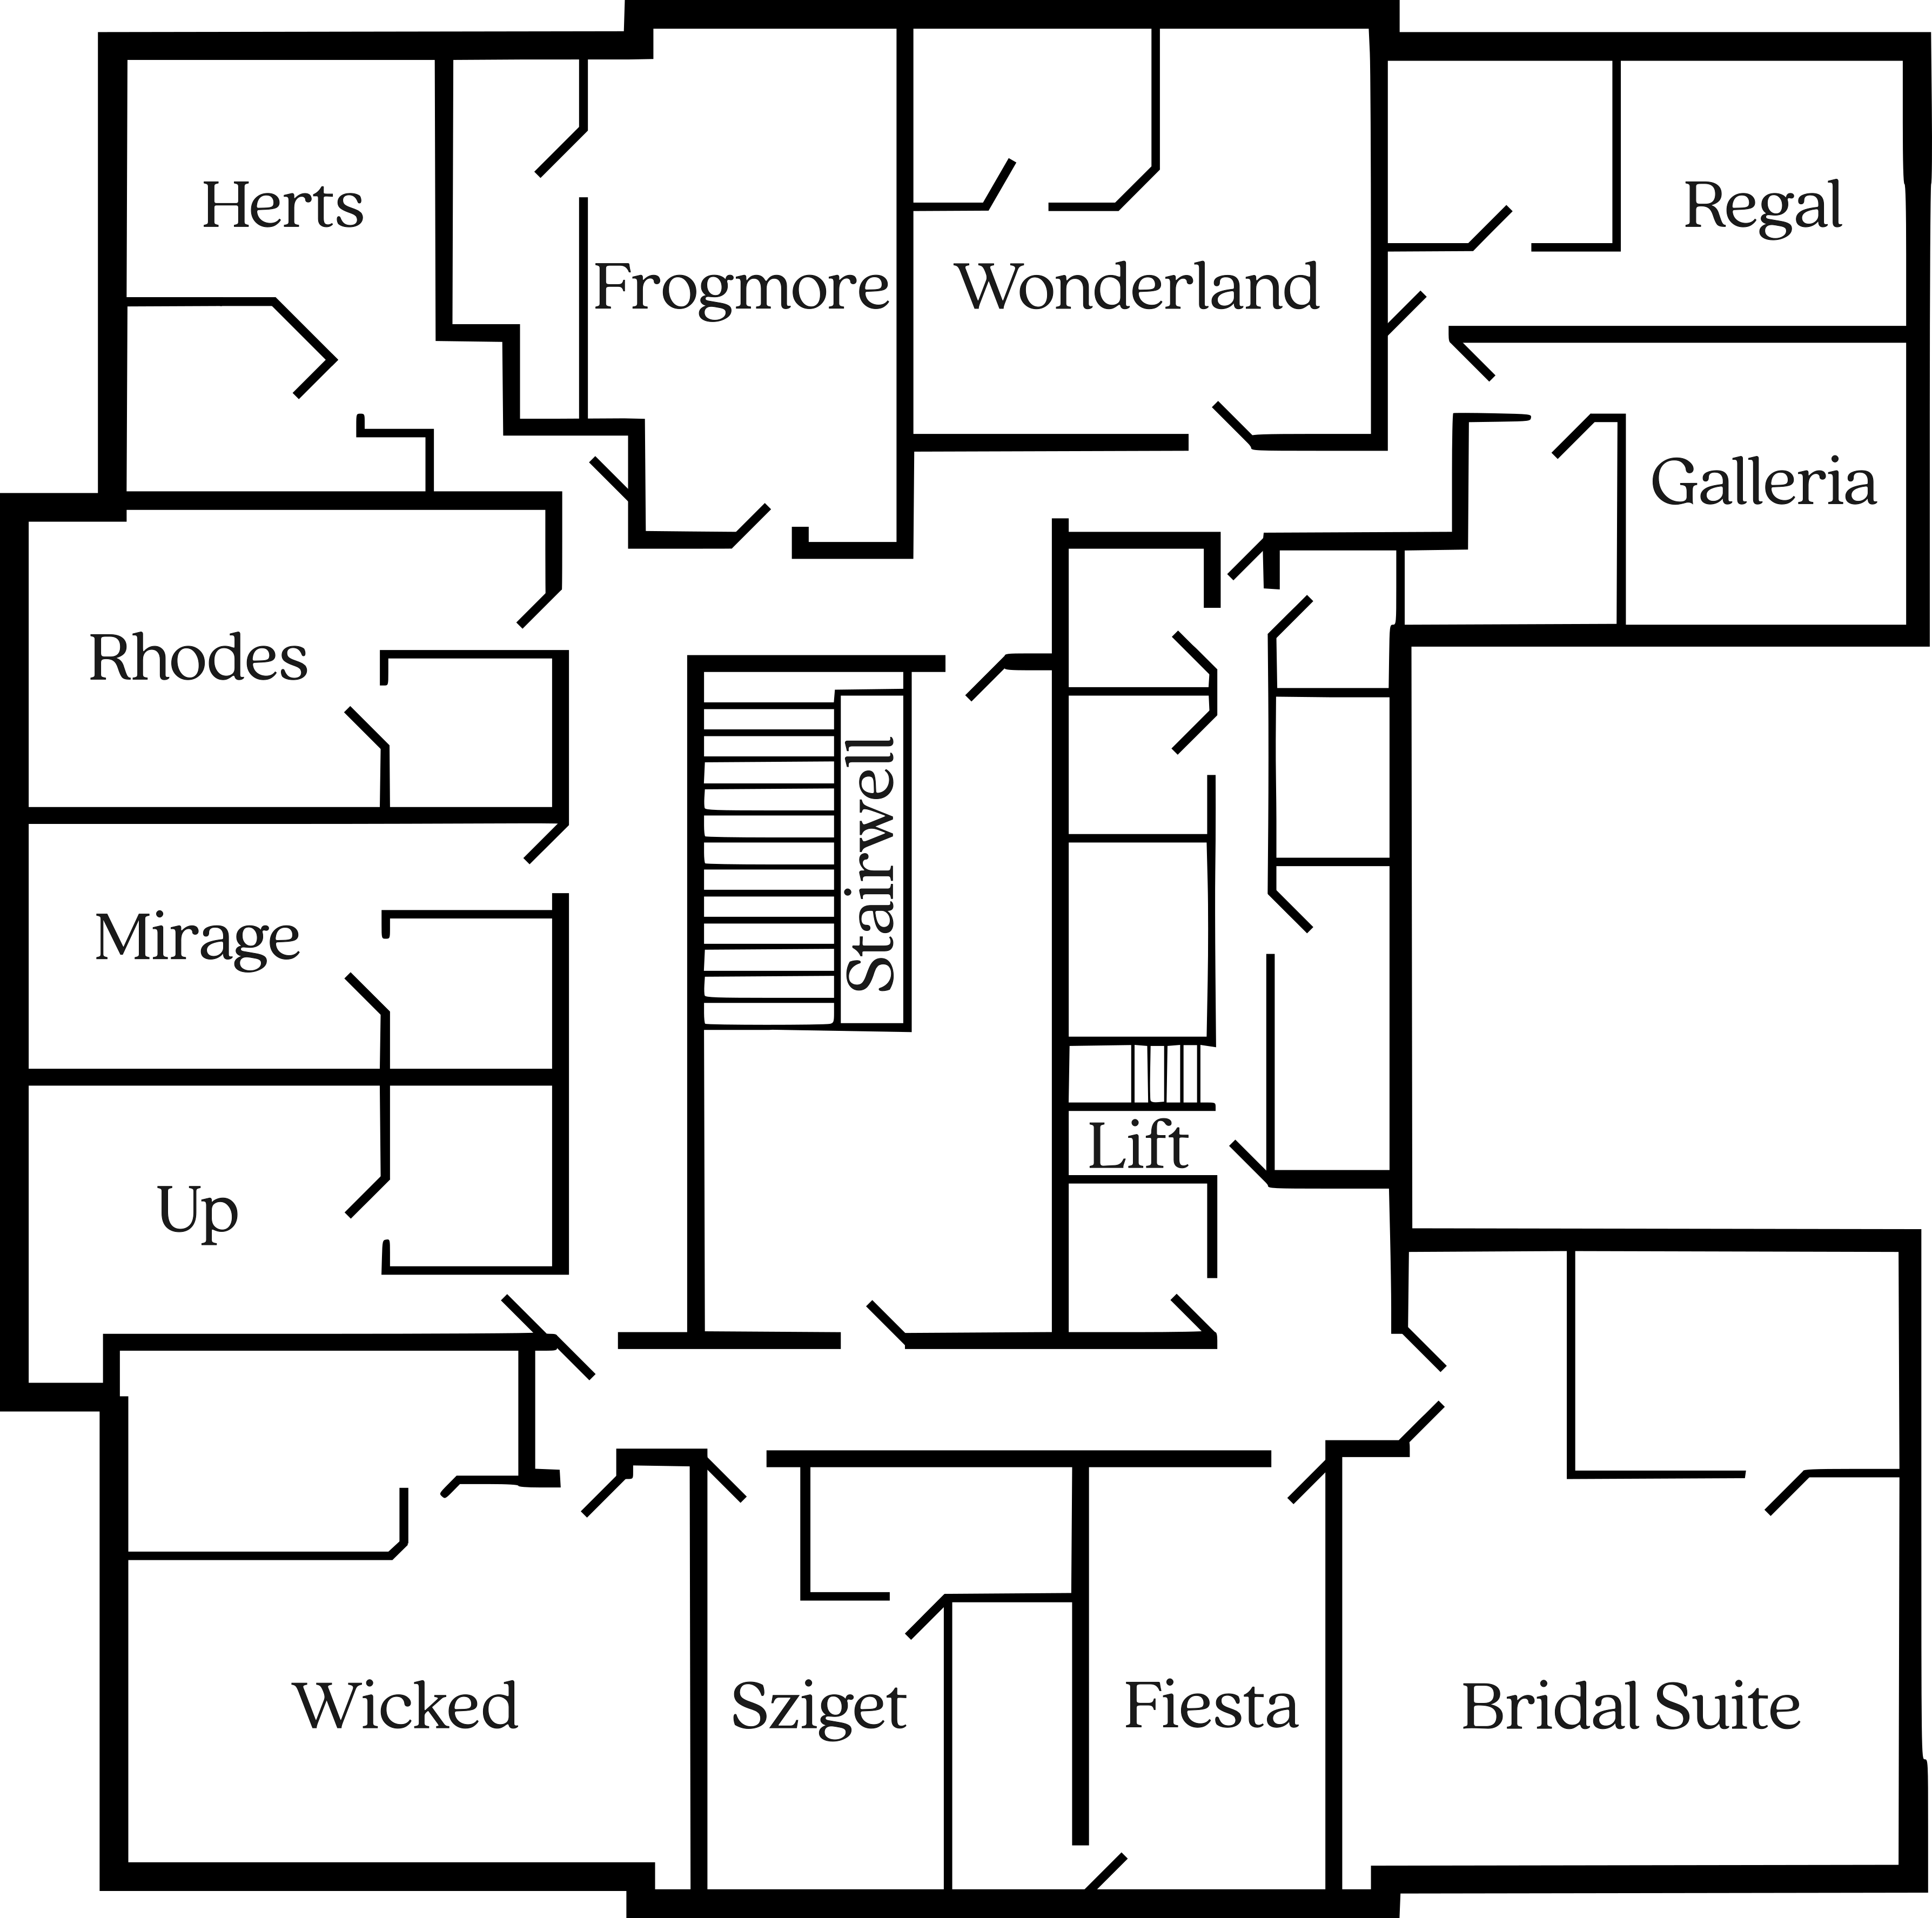 Herts
Regal
Frogmore
Wonderland
Galleria
Rhodes
Stairwell
Mirage
Lift
Up
Wicked
Sziget
Fiesta
Bridal Suite